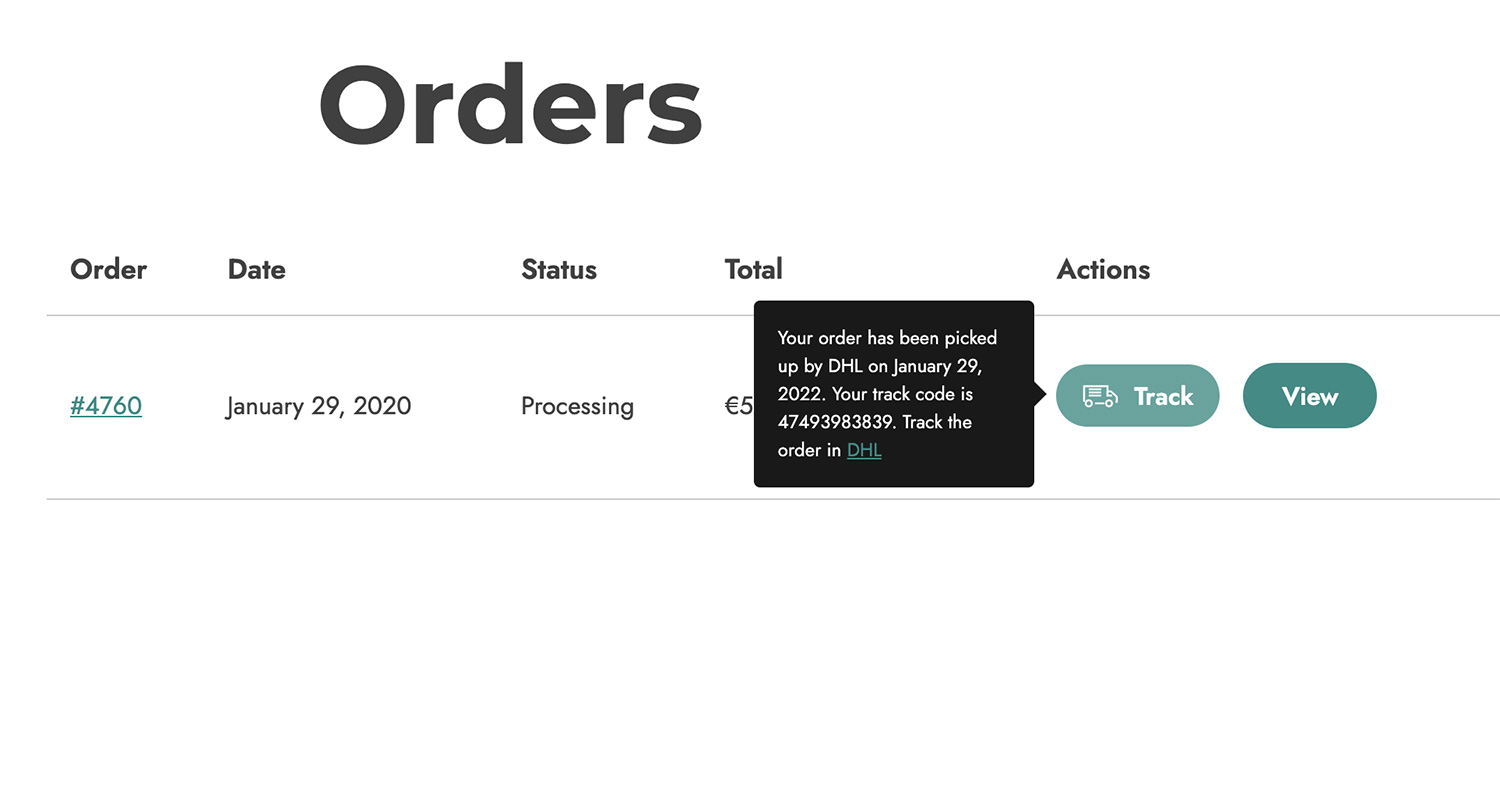 Orders
Order Date Status Total Actions
Your order has been picked
up by DHL on January 29,
2022. Your track code is
47493983839. Track the
order in DHL
#4760 January 29, 2020 Processing €5 Track View